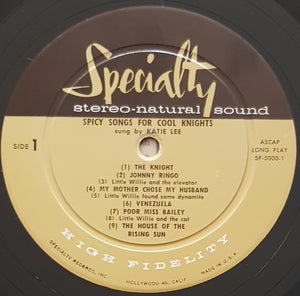 Specialty
stereo-natural sound
SPICY SONGS FOR COOL KNIGHTS
sung by KATIE LEE
SIDE 1
ASCAP
LONG PLAY
SP-5000-1
(1) THE KNIGHT
(2) JOHNNY RINGO
(3) Little Willie and the elevator
(4) MY MOTHER CHOSE MY HUSBAND
(5) Little Willie found some dynamite
(6) VENEZUELA
(7) POOR MISS BAILEY
(8) Little Willie and the cat
(9) THE HOUSE OF THE
RISING SUN
HIGH FIDELITY
SPECIALTY RECORDS, INC.
HOLLYWOOD 46, CALIF.
MADE IN U.S.A.